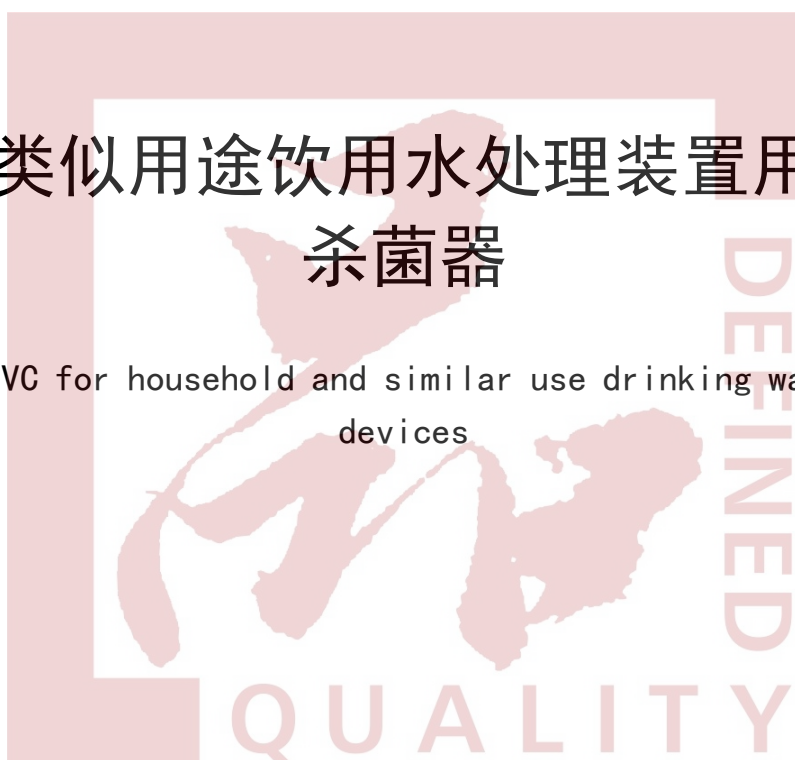 类似用途饮用水处理装置用
杀菌器
VC for household and similar use drinking wa
devices
DEFINED
QUALITY